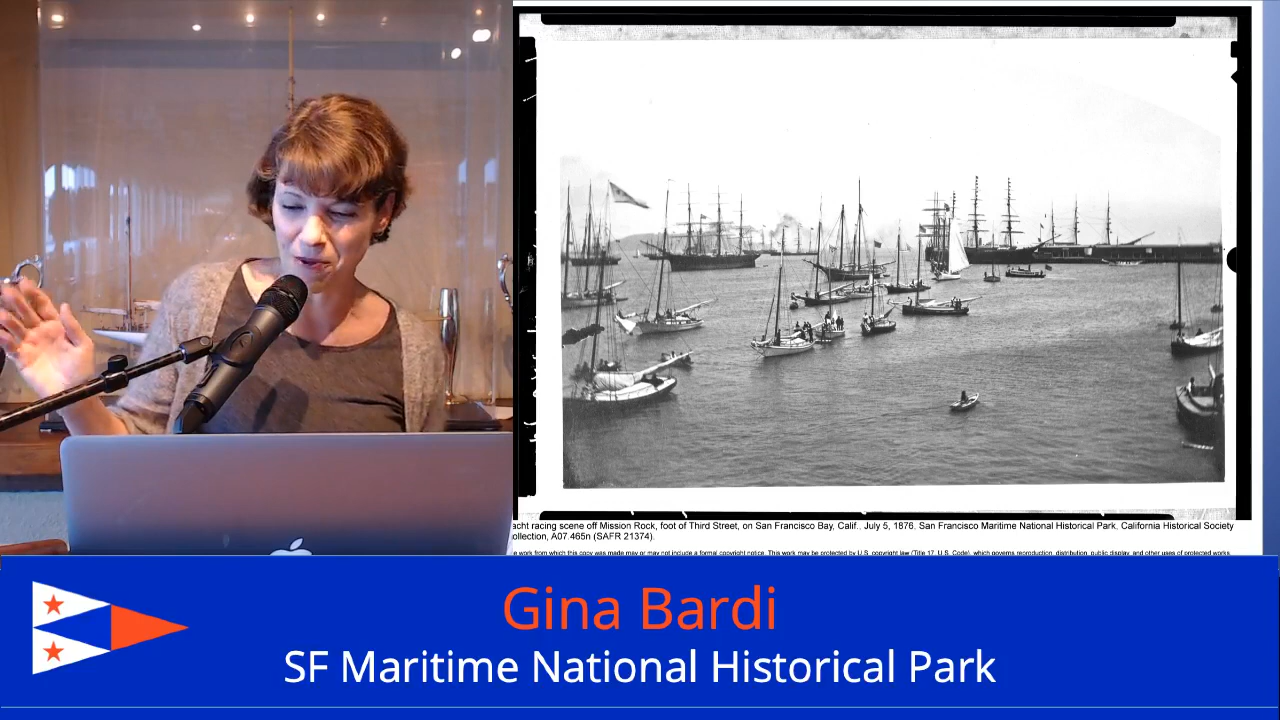 acht racing scene off Mission Rock, foot of Third Street, on San Francisco Bay, Calif.. July 5, 1876. San Francisco Maritime National Historical Park. California Historical Society
ollection, A07.465n (SAFR 21374).
e work from which this copy was made may or may not include a formal copyright notice. This work may be protected by U.S. copyright law (Title 17, U.S. Code), which governs reproduction, distribution, public display, and other uses of protected works.
Gina Bardi
SF Maritime National Historical Park